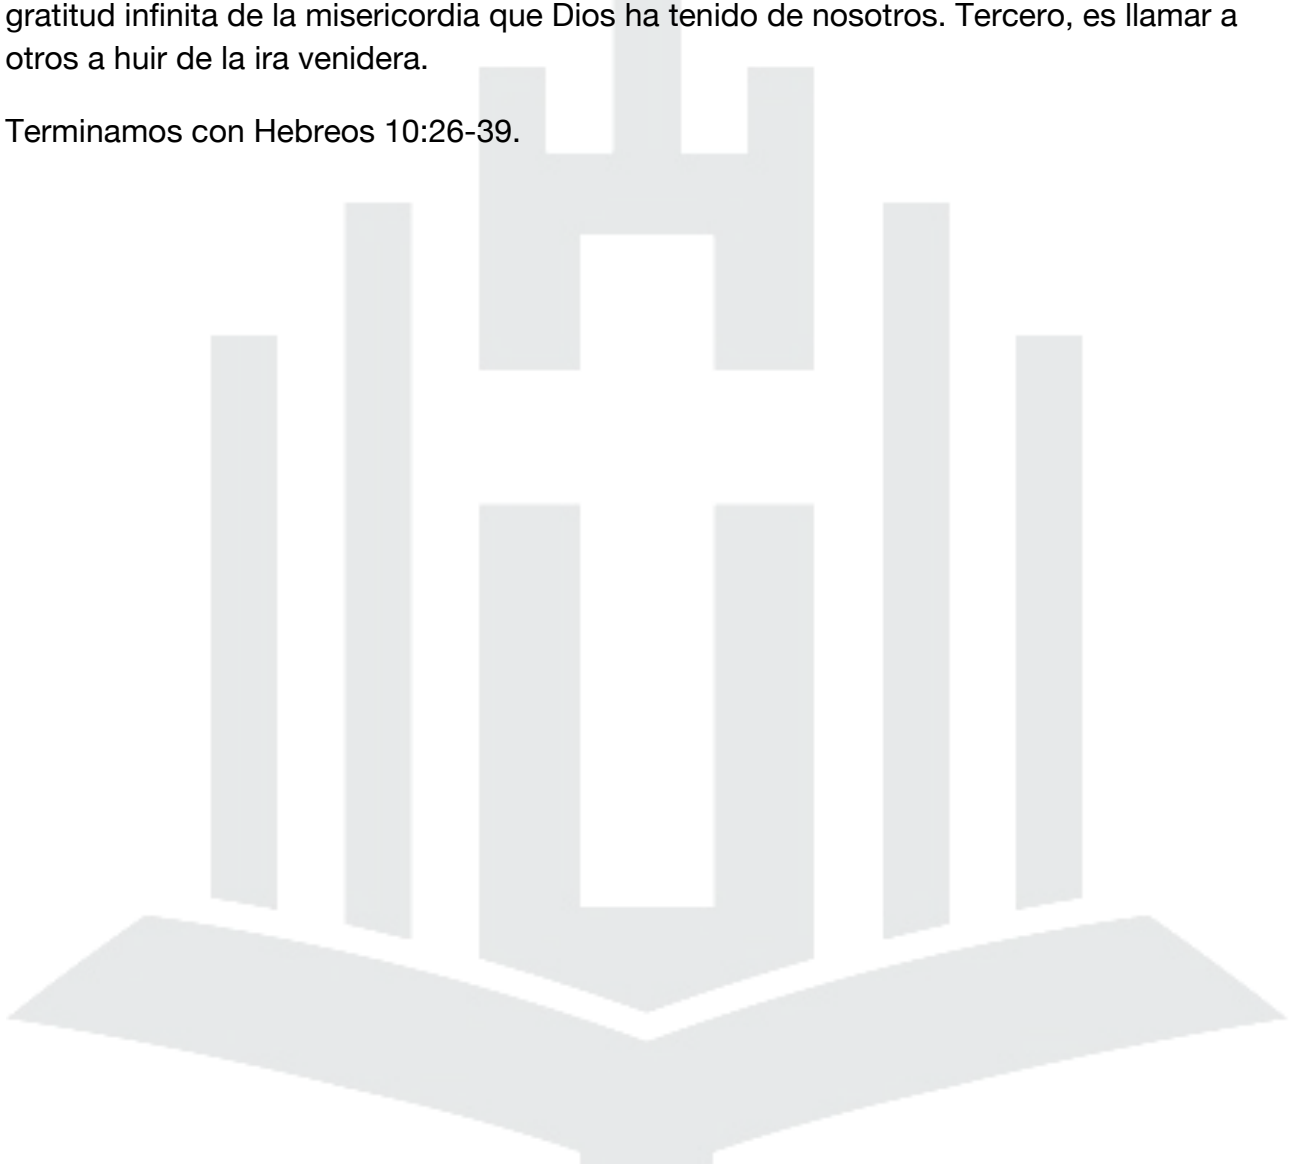 gratitud infinita de la misericordia que Dios ha tenido de nosotros. Tercero, es llamar a
otros a huir de la ira venidera.
Terminamos con Hebreos 10:26-39.